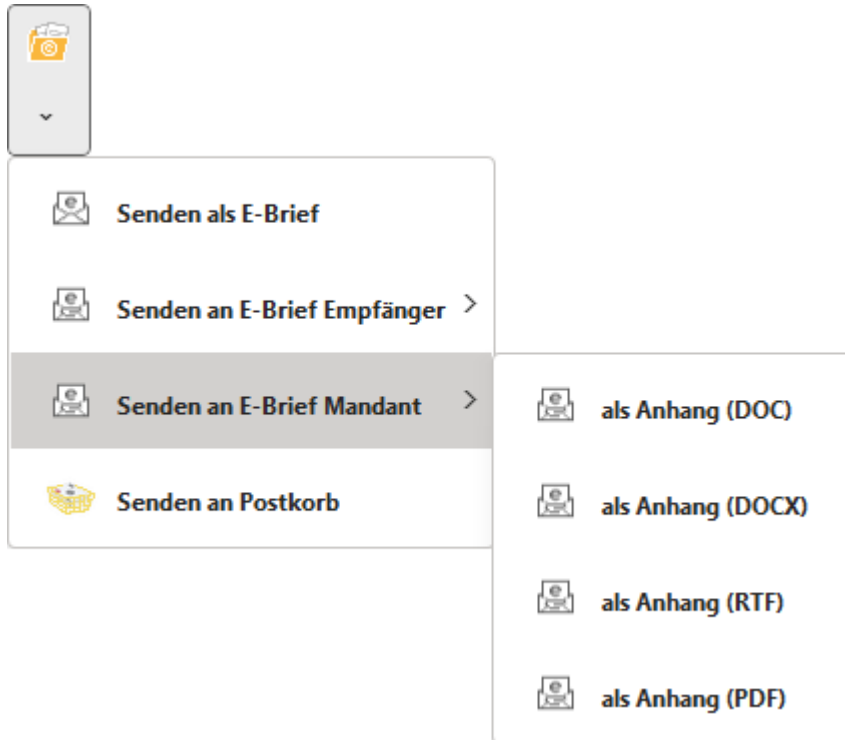 Senden als E-Brief
Senden an E-Brief Empfänger
Senden an E-Brief Mandant
Senden an Postkorb
als Anhang (DOC)
als Anhang (DOCX)
als Anhang (RTF)
als Anhang (PDF)